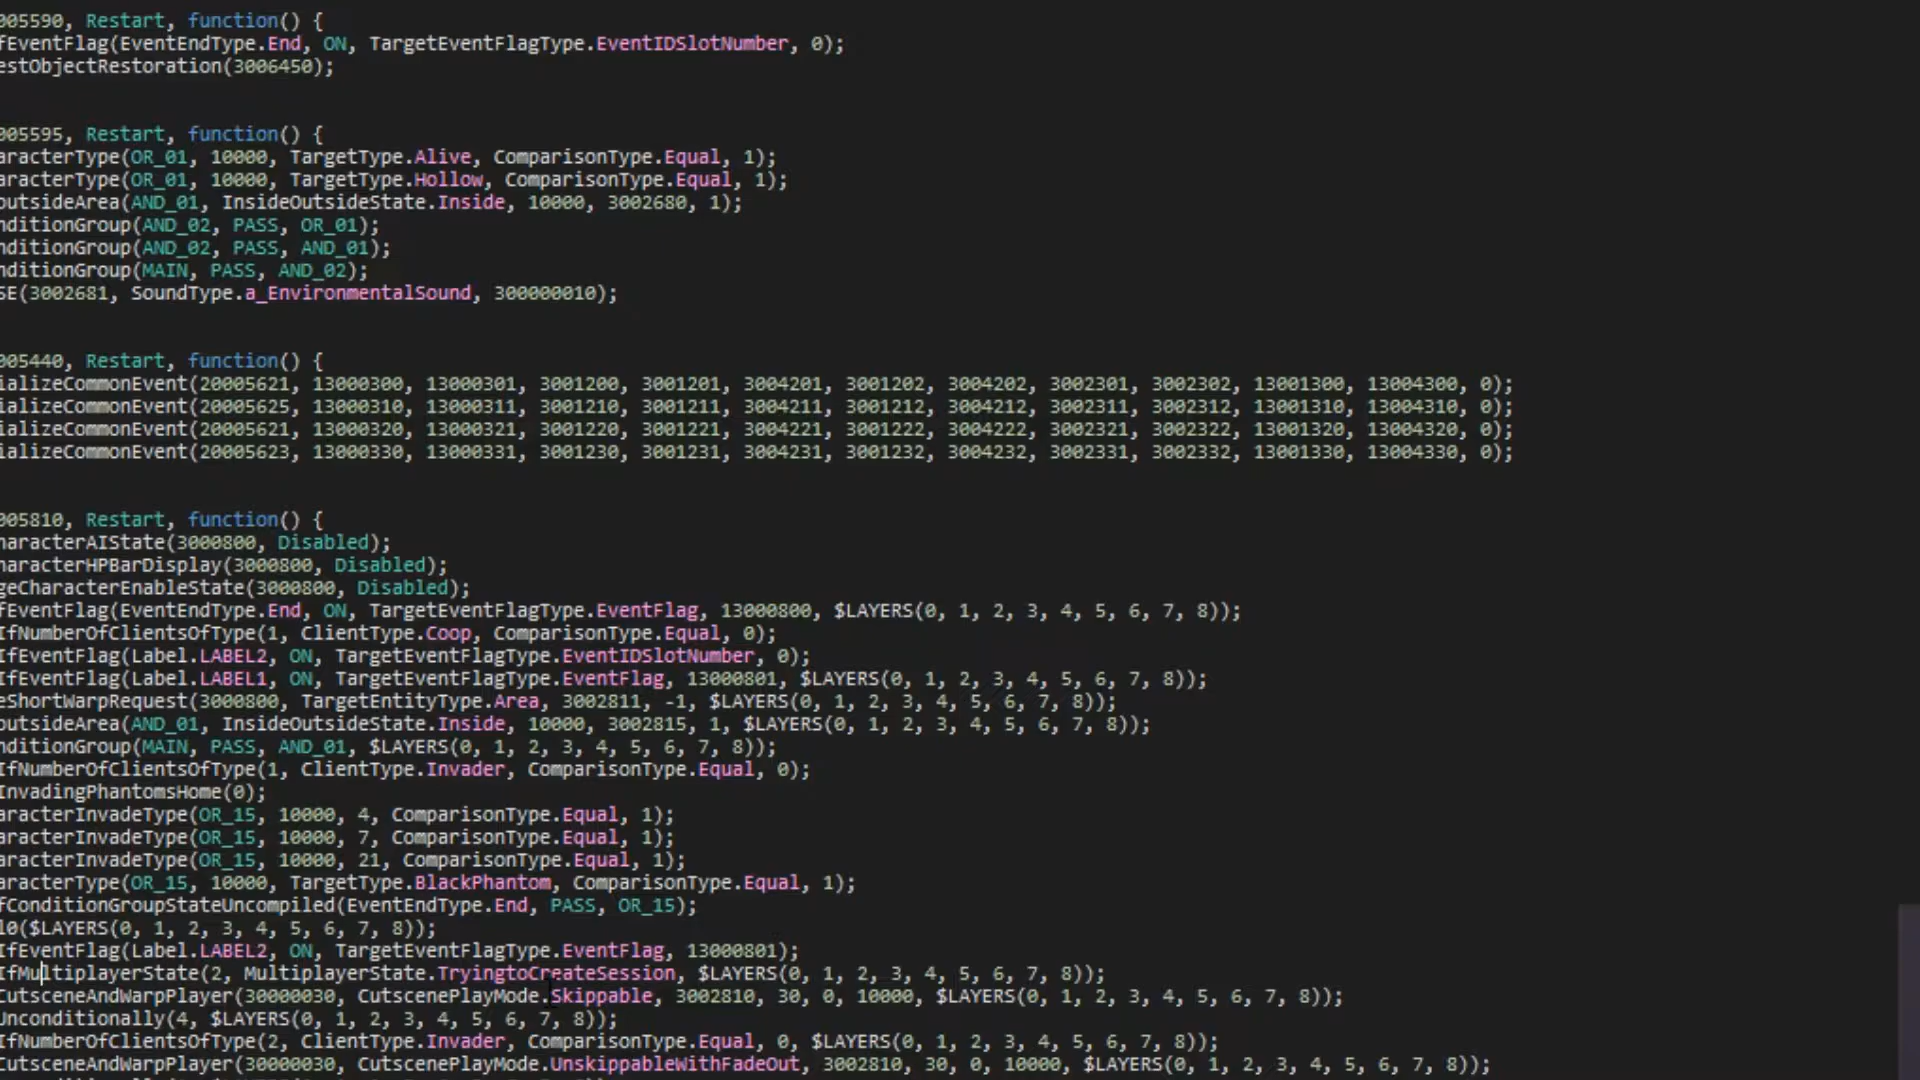 005590, Restart, function() {
fEventFlag(EventEndType.End, ON, TargetEventFlagType.EventIDSlotNumber, 0);
estObjectRestoration(3006450);
005595, Restart, function() {
aracterType(OR_01, 10000, TargetType.Alive, ComparisonType.Equal, 1);
aracterType(OR_01, 10000, TargetType.Hollow, ComparisonType.Equal, 1);
outsideArea(AND_01, InsideOutsideState.Inside, 10000, 3002680, 1);
nditionGroup(AND_02, PASS, OR_01);
nditionGroup(AND_02, PASS, AND_01);
nditionGroup(MAIN, PASS, AND_02);
SE(3002681, SoundType.a_EnvironmentalSound, 300000010);
005440, Restart, function() {
ializeCommonEvent(20005621, 13000300, 13000301, 3001200, 3001201, 3004201, 3001202, 3004202, 3002301, 3002302, 13001300, 13004300, 0);
ializeCommonEvent(20005625, 13000310, 13000311, 3001210, 3001211, 3004211, 3001212, 3004212, 3002311, 3002312, 13001310, 13004310, 0);
ializeCommonEvent(20005621, 13000320, 13000321, 3001220, 3001221, 3004221, 3001222, 3004222, 3002321, 3002322, 13001320, 13004320, 0);
ializeCommonEvent(20005623, 13000330, 13000331, 3001230, 3001231, 3004231, 3001232, 3004232, 3002331, 3002332, 13001330, 13004330, 0);
005810, Restart, function() {
haracterAIState(3000800, Disabled);
haracterHPBarDisplay(3000800, Disabled);
geCharacterEnableState(3000800, Disabled);
fEventFlag(EventEndType.End, ON, TargetEventFlagType.EventFlag, 13000800, $LAYERS(0, 1, 2, 3, 4, 5, 6, 7, 8));
IfNumberOfClientsOfType(1, ClientType.Coop, ComparisonType.Equal, 0);
IfEventFlag(Label.LABEL2, ON, TargetEventFlagType.EventIDSlotNumber, 0);
IfEventFlag(Label.LABEL1, ON, TargetEventFlagType.EventFlag, 13000801, $LAYERS(0, 1, 2, 3, 4, 5, 6, 7, 8));
eShortWarpRequest(3000800, TargetEntityType.Area, 3002811, -1, $LAYERS(0, 1, 2, 3, 4, 5, 6, 7, 8));
outsideArea(AND_01, InsideOutsideState.Inside, 10000, 3002815, 1, $LAYERS(0, 1, 2, 3, 4, 5, 6, 7, 8));
nditionGroup(MAIN, PASS, AND_01, $LAYERS(0, 1, 2, 3, 4, 5, 6, 7, 8));
IfNumberOfClientsOfType(1, ClientType.Invader, ComparisonType.Equal, 0);
InvadingPhantomsHome(0);
aracterInvadeType(OR_15, 10000, 4, ComparisonType.Equal, 1);
aracterInvadeType(OR_15, 10000, 7, ComparisonType.Equal, 1);
aracterInvadeType(OR_15, 10000, 21, ComparisonType.Equal, 1);
aracterType(OR_15, 10000, TargetType.BlackPhantom, ComparisonType.Equal, 1);
fConditionGroupStateUncompiled(EventEndType.End, PASS, OR_15);
l0($LAYERS(0, 1, 2, 3, 4, 5, 6, 7, 8));
IfEventFlag(Label.LABEL2, ON, TargetEventFlagType.EventFlag, 13000801);
IfMultiplayerState(2, MultiplayerState.TryingtoCreateSession, $LAYERS(0, 1, 2, 3, 4, 5, 6, 7, 8));
CutsceneAndWarpPlayer(30000030, CutscenePlayMode.Skippable, 3002810, 30, 0, 10000, $LAYERS(0, 1, 2, 3, 4, 5, 6, 7, 8));
Unconditionally(4, $LAYERS(0, 1, 2, 3, 4, 5, 6, 7, 8));
IfNumberOfClientsOfType(2, ClientType.Invader, ComparisonType.Equal, 0, $LAYERS(0, 1, 2, 3, 4, 5, 6, 7, 8));
CutsceneAndWarpPlayer(30000030, CutscenePlayMode.UnskippableWithFadeOut, 3002810, 30, 0, 10000, $LAYERS(0, 1, 2, 3, 4, 5, 6, 7, 8));